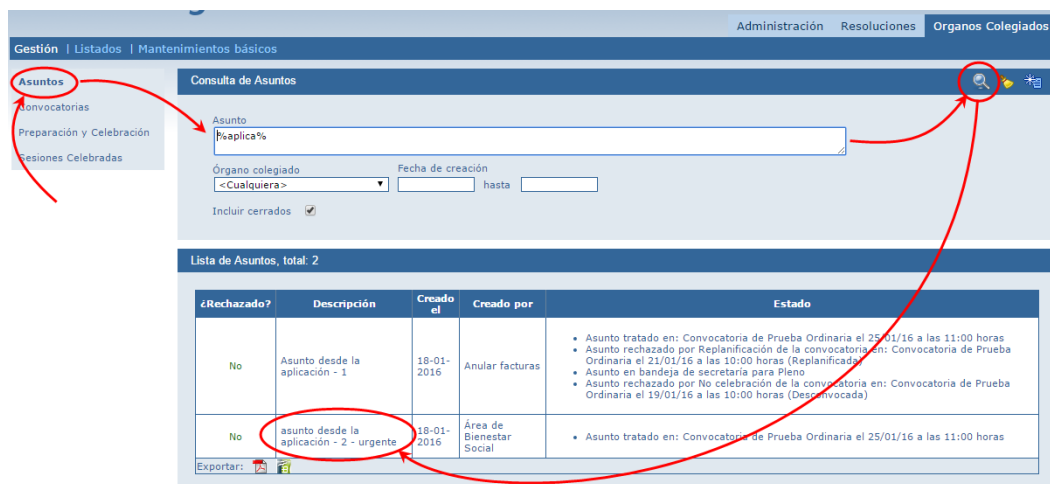 Administración Resoluciones Organos Colegiados
Gestión | Listados | Mantenimientos básicos
Asuntos
Convocatorias
Preparación y Celebración
Sesiones Celebradas
Consulta de Asuntos
Asunto
%aplica%
Órgano colegiado Fecha de creación
<Cualquiera> hasta
Incluir cerrados
Lista de Asuntos, total: 2
¿Rechazado? Descripción Creado el Creado por Estado
No
Asunto desde la
aplicación - 1
18-01-
2016
Anular facturas
• Asunto tratado en: Convocatoria de Prueba Ordinaria el 25/01/16 a las 11:00 horas
• Asunto rechazado por Replanificación de la convocatoria en: Convocatoria de Prueba
Ordinaria el 21/01/16 a las 10:00 horas (Replanificada)
• Asunto en bandeja de secretaría para Pleno
• Asunto rechazado por No celebración de la convocatoria en: Convocatoria de Prueba
Ordinaria el 19/01/16 a las 10:00 horas (Desconvocada)
No
asunto desde la
aplicación - 2 - urgente
18-01-
2016
Área de
Bienestar
Social
• Asunto tratado en: Convocatoria de Prueba Ordinaria el 25/01/16 a las 11:00 horas
Exportar: